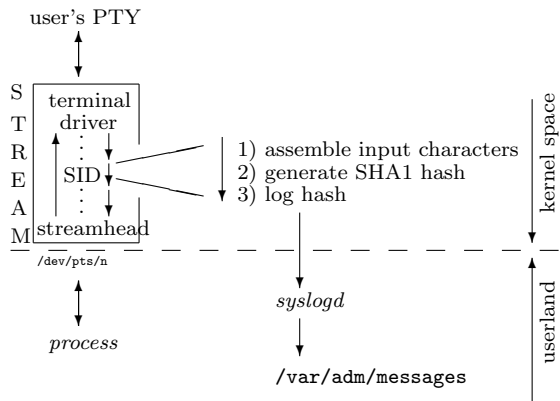 user's PTY
STREAM
terminal
driver
SID
streamhead
1) assemble input characters
2) generate SHA1 hash
3) log hash
kernel space
/dev/pts/n
syslogd
process
/var/adm/messages
userland